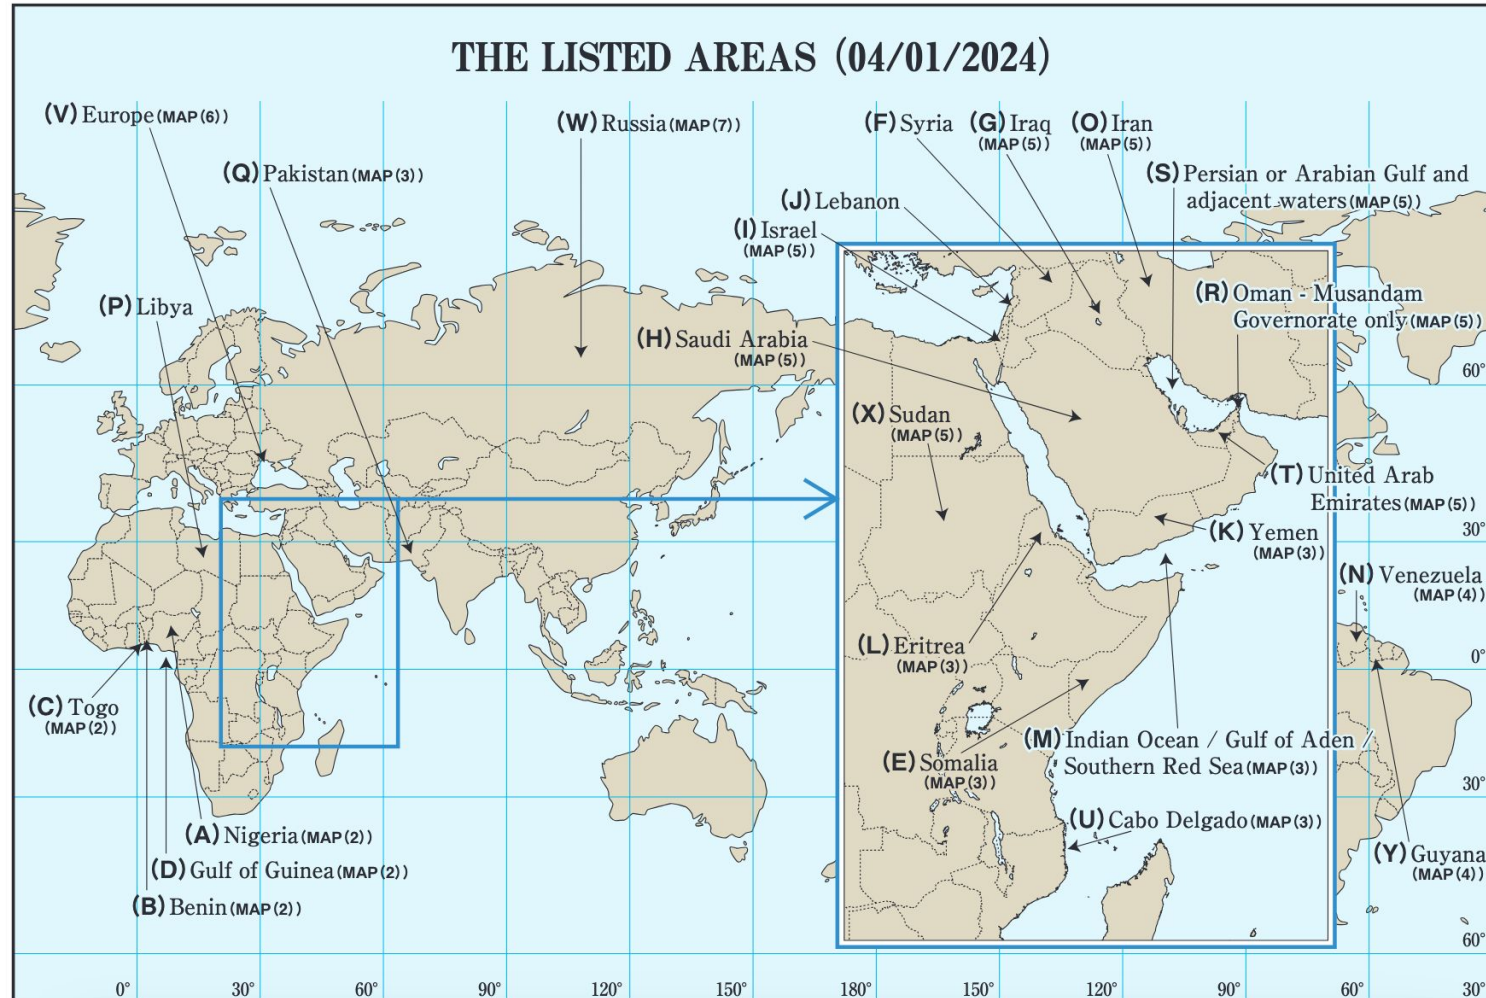 THE LISTED AREAS (04/01/2024)
(V) Europe (MAP(6))
(W) Russia (MAP(7))
(F) Syria
(G) Iraq
(MAP(5))
(O) Iran
(MAP(5))
(Q) Pakistan (MAP(3))
(S) Persian or Arabian Gulf and
adjacent waters (MAP(5))
(J) Lebanon
(I) Israel
(MAP(5))
(P) Libya
(R) Oman - Musandam
Governorate only (MAP(5))
(H) Saudi Arabia
(MAP(5))
60°
(X) Sudan
(MAP(5))
(T) United Arab
Emirates (MAP(5))
(K) Yemen
(MAP(3))
30°
(N) Venezuela
(MAP(4))
(L) Eritrea
(MAP(3))
0°
(C) Togo
(MAP(2))
(M) Indian Ocean / Gulf of Aden /
Southern Red Sea (MAP(3))
(E) Somalia
(MAP(3))
30°
(U) Cabo Delgado (MAP(3))
(A) Nigeria (MAP(2))
(Y) Guyana
(MAP(4))
(D) Gulf of Guinea (MAP(2))
(B) Benin (MAP(2))
60°
0° 30° 60° 90° 120° 150° 180° 150° 120° 90° 60° 30°